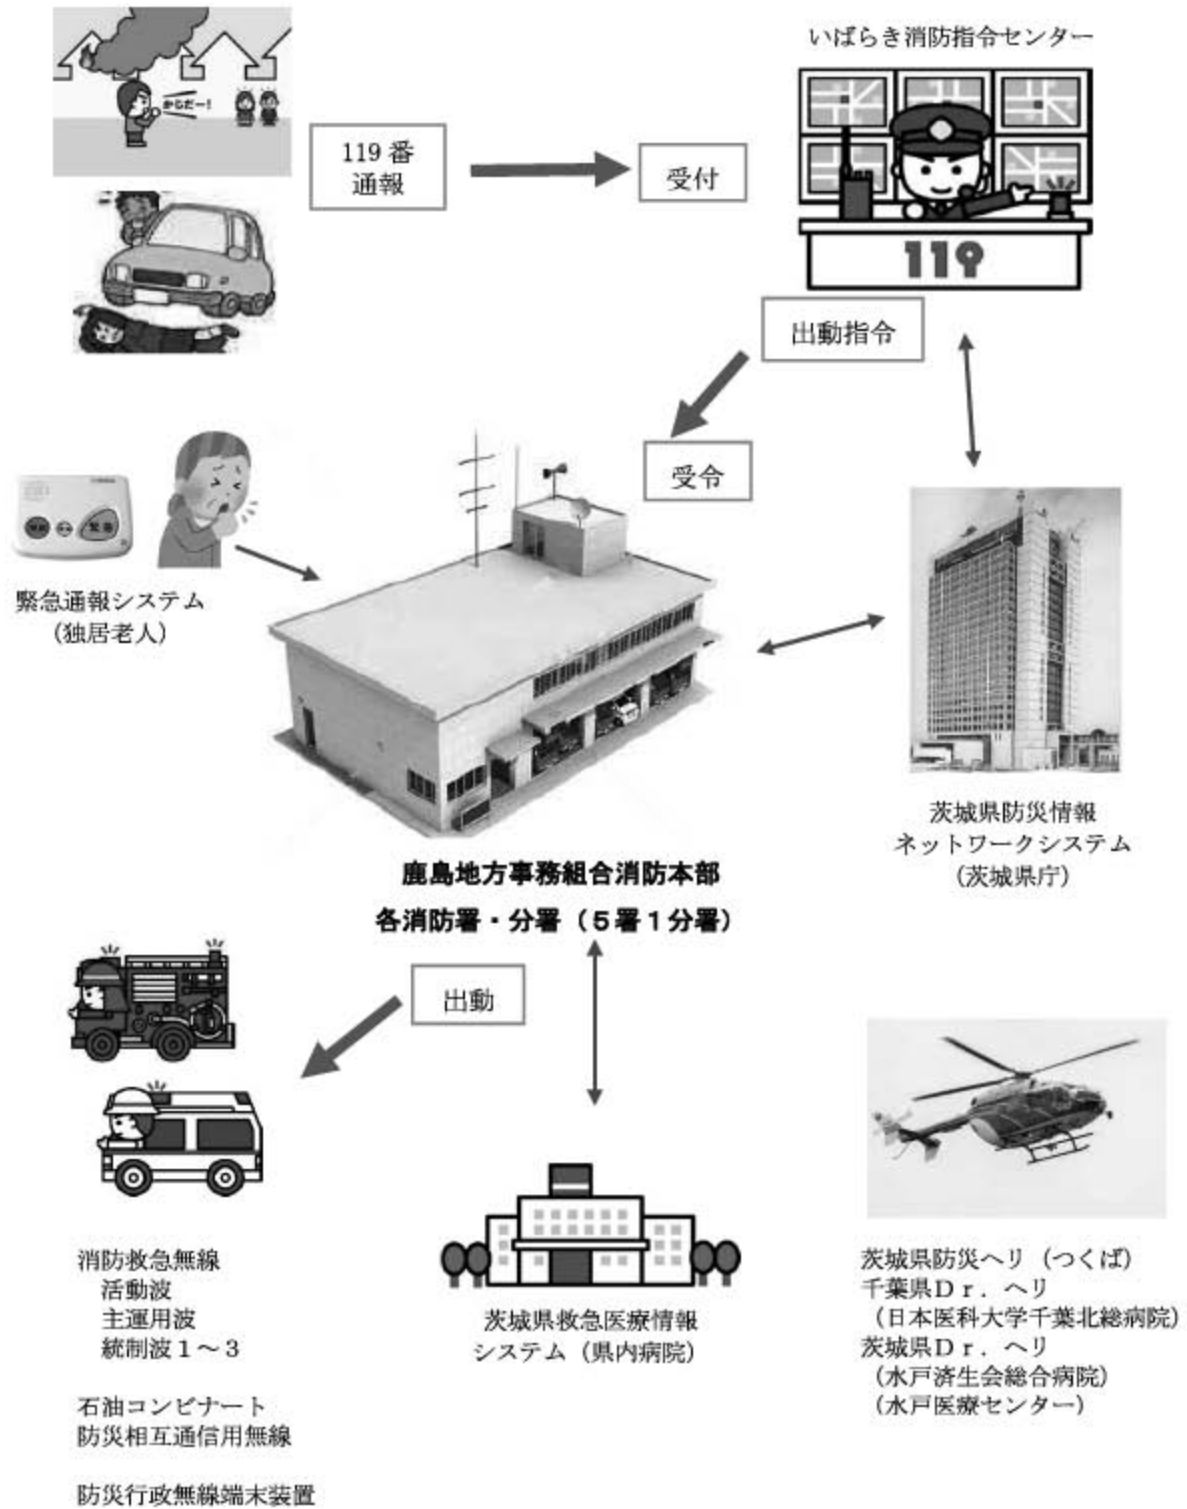 いばらき消防指令センター
かじだー!
119番
通報
受付
119
出動指令
受令
緊急
緊急通報システム
(独居老人)
茨城県防災情報
ネットワークシステム
(茨城県庁)
鹿島地方事務組合消防本部
各消防署・分署(5署1分署)
出動
消防救急無線
活動波
主運用波
統制波1～3
石油コンビナート
防災相互通信用無線
防災行政無線端末装置
茨城県救急医療情報
システム(県内病院)
茨城県防災ヘリ(つくば)
千葉県Dr.ヘリ
(日本医科大学千葉北総病院)
茨城県Dr.ヘリ
(水戸済生会総合病院)
(水戸医療センター)